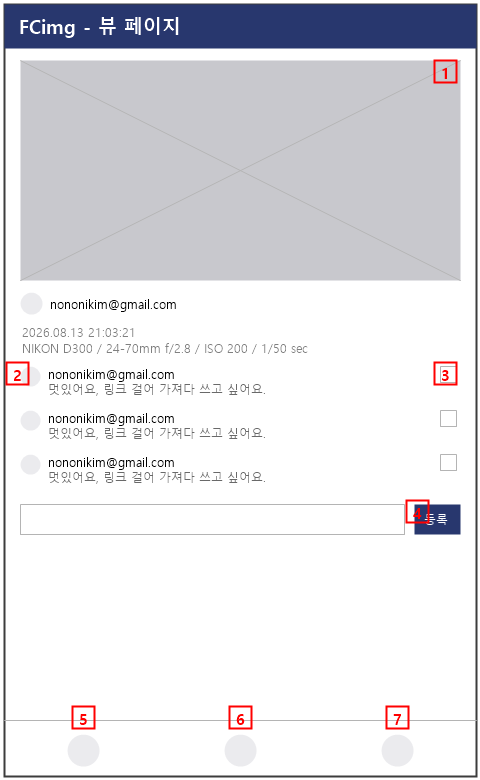 FCimg - 뷰 페이지
1
nononikim@gmail.com
2026.08.13 21:03:21
NIKON D300 / 24-70mm f/2.8 / ISO 200 / 1/50 sec
2
nononikim@gmail.com
3
멋있어요, 링크 걸어 가져다 쓰고 싶어요.
nononikim@gmail.com
멋있어요, 링크 걸어 가져다 쓰고 싶어요.
nononikim@gmail.com
멋있어요, 링크 걸어 가져다 쓰고 싶어요.
4
등록
5
6
7